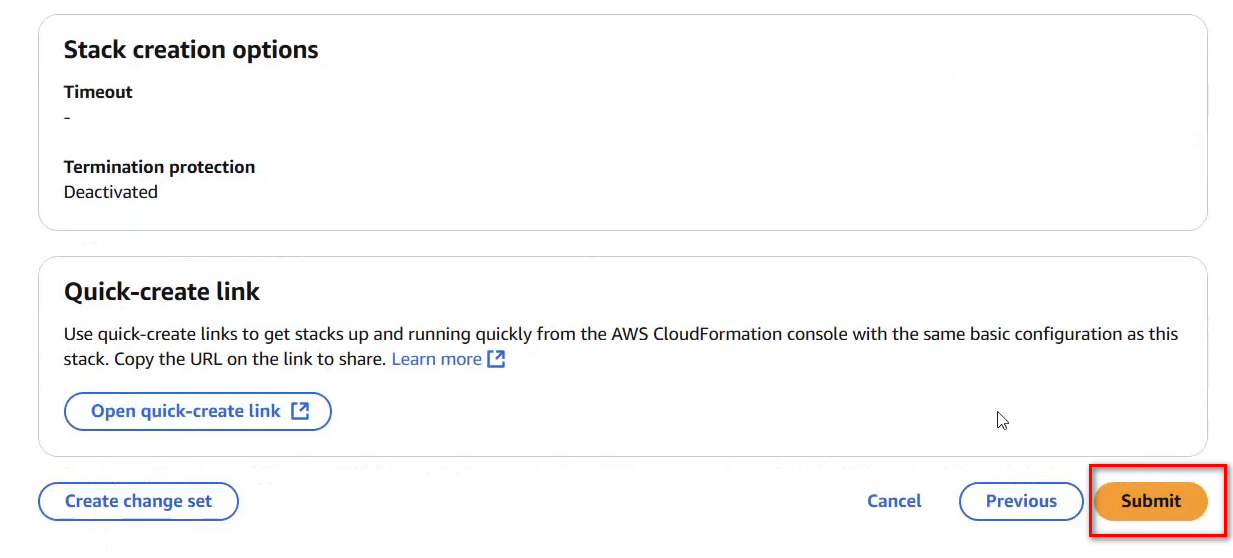 Stack creation options
Timeout
-
Termination protection
Deactivated
Quick-create link
Use quick-create links to get stacks up and running quickly from the AWS CloudFormation console with the same basic configuration as this
stack. Copy the URL on the link to share. Learn more
Open quick-create link
Create change set Cancel Previous Submit